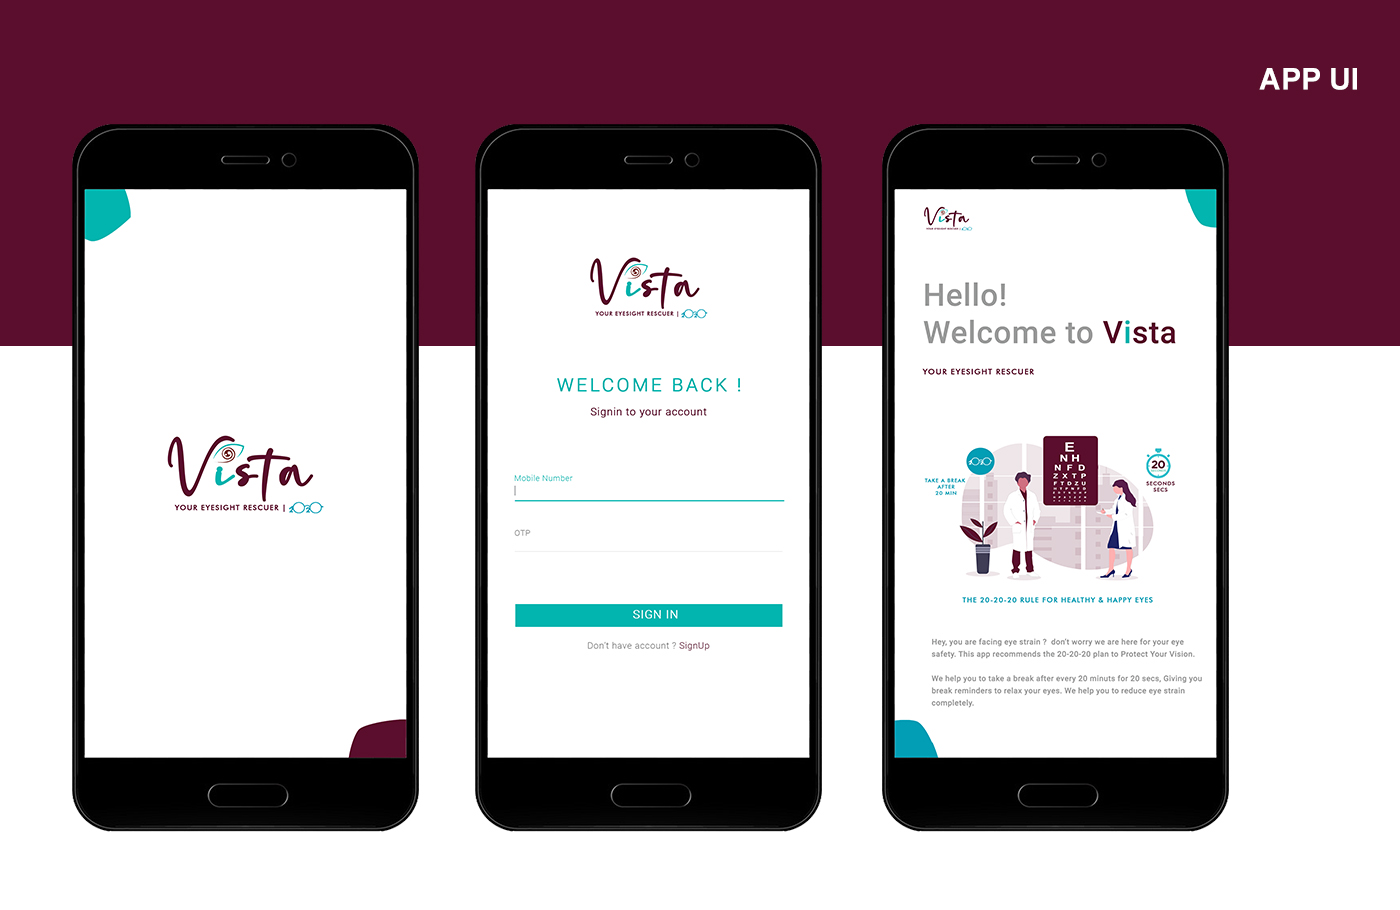 APP UI
Vista
YOUR EYESIGHT RESCUER | 2020
Vista
YOUR EYESIGHT RESCUER | 2020
WELCOME BACK !
Signin to your account
Mobile Number
OTP
SIGN IN
Don't have account ? SignUp
Vista
YOUR EYESIGHT RESCUER | 2020
Hello!
Welcome to Vista
YOUR EYESIGHT RESCUER
2020
TAKE A BREAK
AFTER
20 MIN
E
N H
N F D
Z X T P
F T D Z U
20
SECONDS
SECS
THE 20-20-20 RULE FOR HEALTHY & HAPPY EYES
Hey, you are facing eye strain ? don't worry we are here for your eye
safety. This app recommends the 20-20-20 plan to Protect Your Vision.
We help you to take a break after every 20 minuts for 20 secs, Giving you
break reminders to relax your eyes. We help you to reduce eye strain
completely.